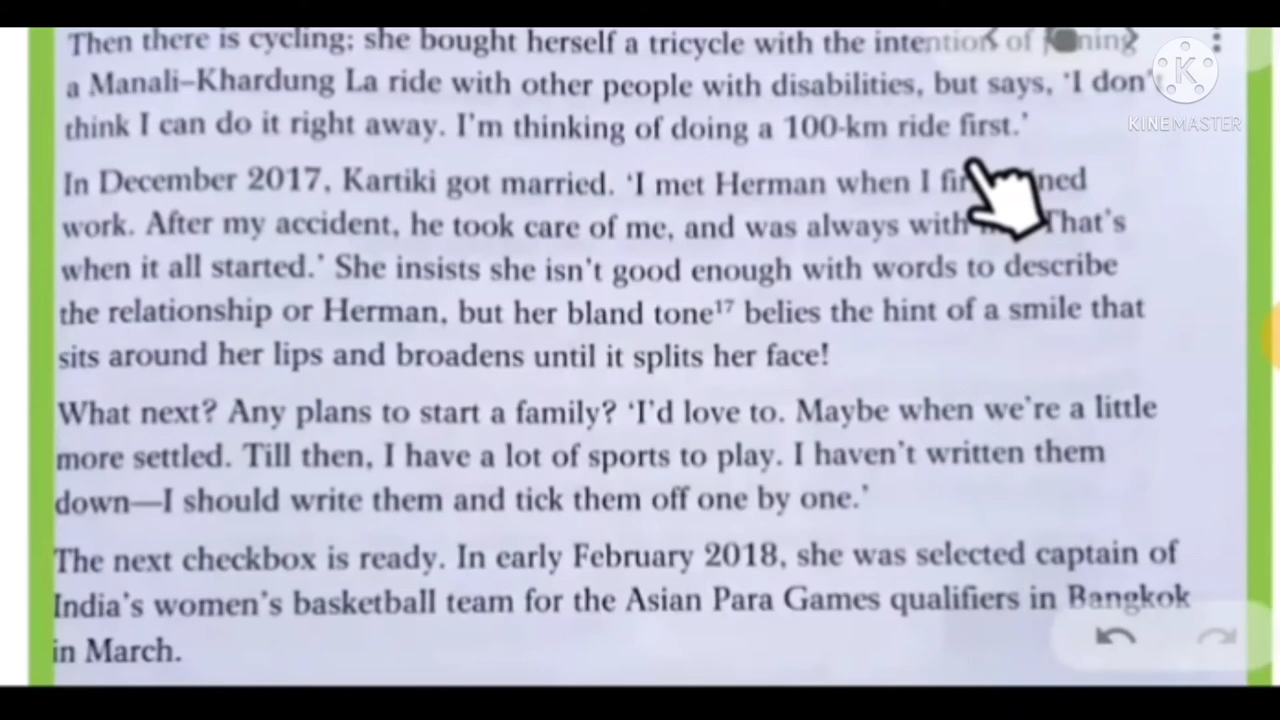 Then there is cycling: she bought herself a tricycle with the intention of
a Manali–Khardung La ride with other people with disabilities, but says, ‘I don't
KINEMASTER
think I can do it right away. I'm thinking of doing a 100-km ride first.’
In December 2017, Kartiki got married. ‘I met Herman when I
work. After my accident, he took care of me, and was always with That's
when it all started.’ She insists she isn't good enough with words to describe
the relationship or Herman, but her bland tone¹⁷ belies the hint of a smile that
sits around her lips and broadens until it splits her face!
What next? Any plans to start a family? ‘I'd love to. Maybe when we're a little
more settled. Till then, I have a lot of sports to play. I haven't written them
down—I should write them and tick them off one by one.’
The next checkbox is ready. In early February 2018, she was selected captain of
India's women's basketball team for the Asian Para Games qualifiers in Bangkok
in March.